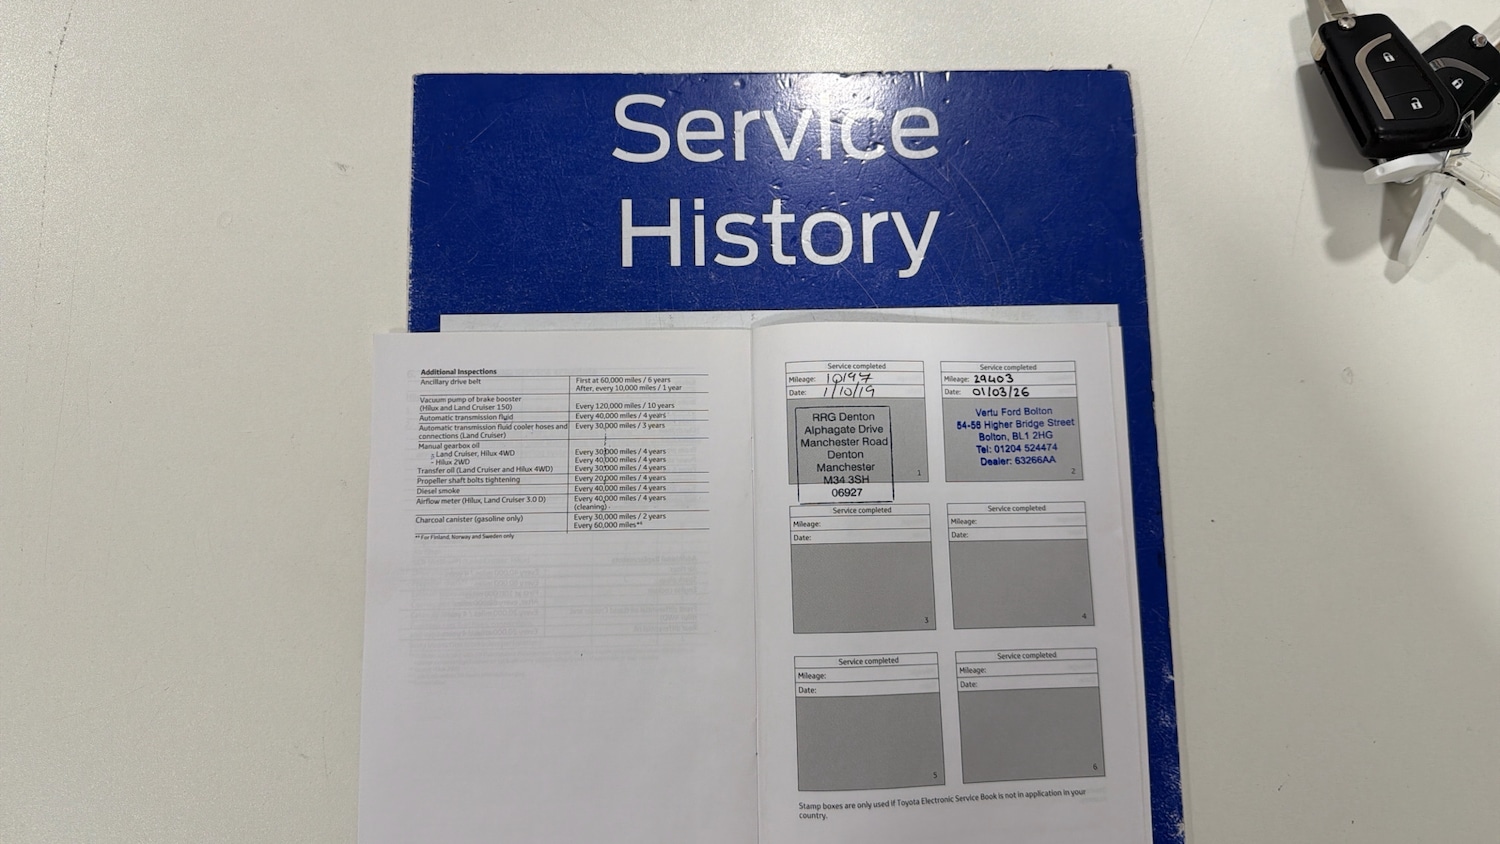 Service
History
Additional Inspections
Ancillary drive belt First at 60,000 miles / 6 years
After, every 10,000 miles / 1 year
Vacuum pump of brake booster
(Hilux and Land Cruiser 150) Every 120,000 miles / 10 years
Automatic transmission fluid Every 40,000 miles / 4 years
Automatic transmission fluid cooler hoses and Every 30,000 miles / 3 years
connections (Land Cruiser)
Manual gearbox oil
- Land Cruiser, Hilux 4WD Every 30,000 miles / 4 years
- Hilux 2WD Every 40,000 miles / 4 years
Transfer oil (Land Cruiser and Hilux 4WD) Every 30,000 miles / 4 years
Propeller shaft bolts tightening Every 20,000 miles / 2 years
Diesel smoke Every 40,000 miles / 4 years
Airflow meter (Hilux, Land Cruiser 3.0 D) Every 40,000 miles / 4 years
(cleaning)
Charcoal canister (gasoline only) Every 30,000 miles / 2 years
Every 60,000 miles**
** For Finland, Norway and Sweden only
Service completed
Mileage: 10197
Date: 1/10/19
RRG Denton
Alphagate Drive
Manchester Road
Denton
Manchester
M34 3SH
06927
1
Service completed
Mileage: 29403
Date: 01/03/26
Vertu Ford Bolton
54-56 Higher Bridge Street
Bolton, BL1 2HG
Tel: 01204 524474
Dealer: 63266AA
2
Service completed
Mileage:
Date:
3
Service completed
Mileage:
Date:
4
Service completed
Mileage:
Date:
5
Service completed
Mileage:
Date:
6
Stamp boxes are only used if Toyota Electronic Service Book is not in application in your
country.